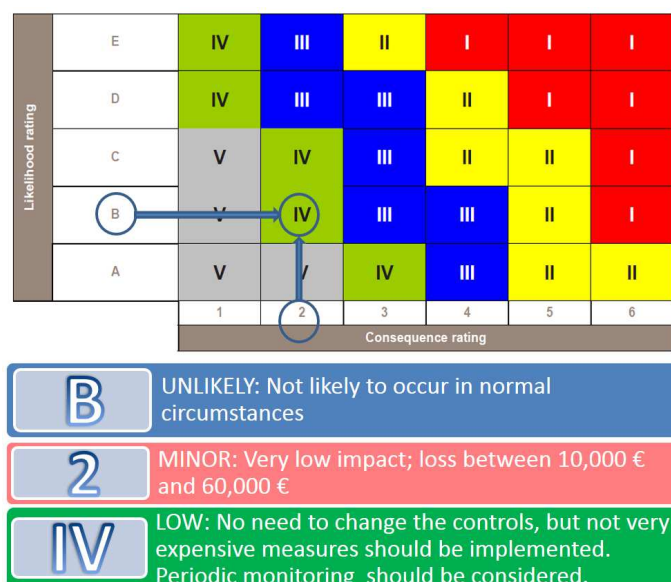 Likelihood rating
E IV III II I I I
D IV III III II I I
C V IV III II II I
B V IV III III II I
A V V IV III II II
1 2 3 4 5 6
Consequence rating
B
UNLIKELY: Not likely to occur in normal
circumstances
2
MINOR: Very low impact; loss between 10,000 €
and 60,000 €
IV
LOW: No need to change the controls, but not very
expensive measures should be implemented.
Periodic monitoring should be considered.